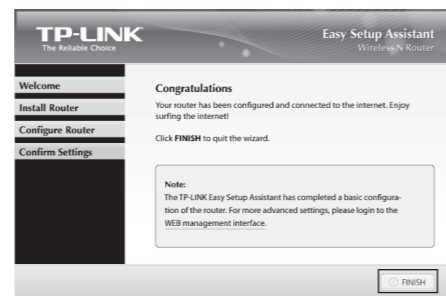 TP-LINK
The Reliable Choice
Easy Setup Assistant
Wireless N Router
Welcome
Install Router
Configure Router
Confirm Settings
Congratulations
Your router has been configured and connected to the internet. Enjoy
surfing the internet!
Click FINISH to quit the wizard.
Note:
The TP-LINK Easy Setup Assistant has completed a basic configura-
tion of the router. For more advanced settings, please login to the
WEB management interface.
FINISH